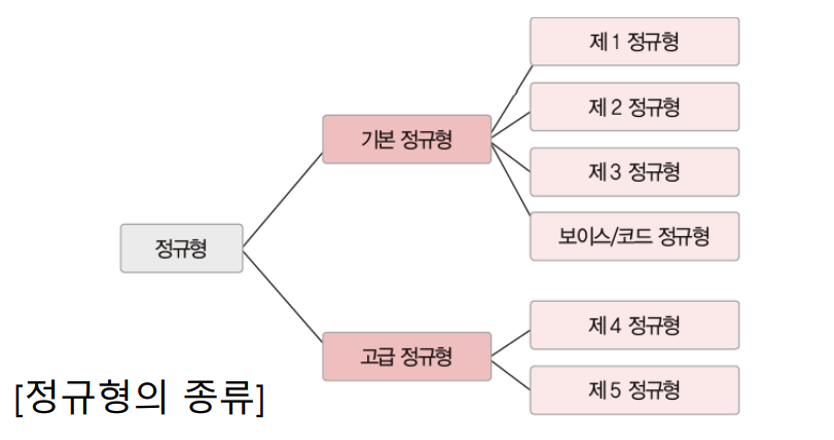 제 1 정규형
제 2 정규형
기본 정규형
제 3 정규형
보이스/코드 정규형
정규형
제 4 정규형
고급 정규형
제 5 정규형
[정규형의 종류]